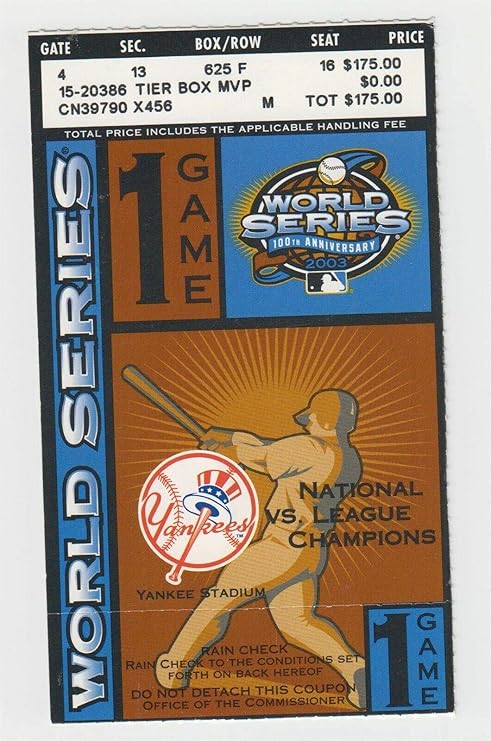 GATE SEC. BOX/ROW SEAT PRICE
4 13 625 F 16 $175.00
15-20386 TIER BOX MVP $0.00
CN39790 X456 M TOT $175.00
TOTAL PRICE INCLUDES THE APPLICABLE HANDLING FEE
WORLD SERIES®
1
GAME
WORLD
SERIES
100TH ANNIVERSARY
2003
Yankees™
NATIONAL
VS. LEAGUE
CHAMPIONS
YANKEE STADIUM
RAIN CHECK
RAIN CHECK TO THE CONDITIONS SET
FORTH ON BACK HEREOF
DO NOT DETACH THIS COUPON
OFFICE OF THE COMMISSIONER
1
GAME